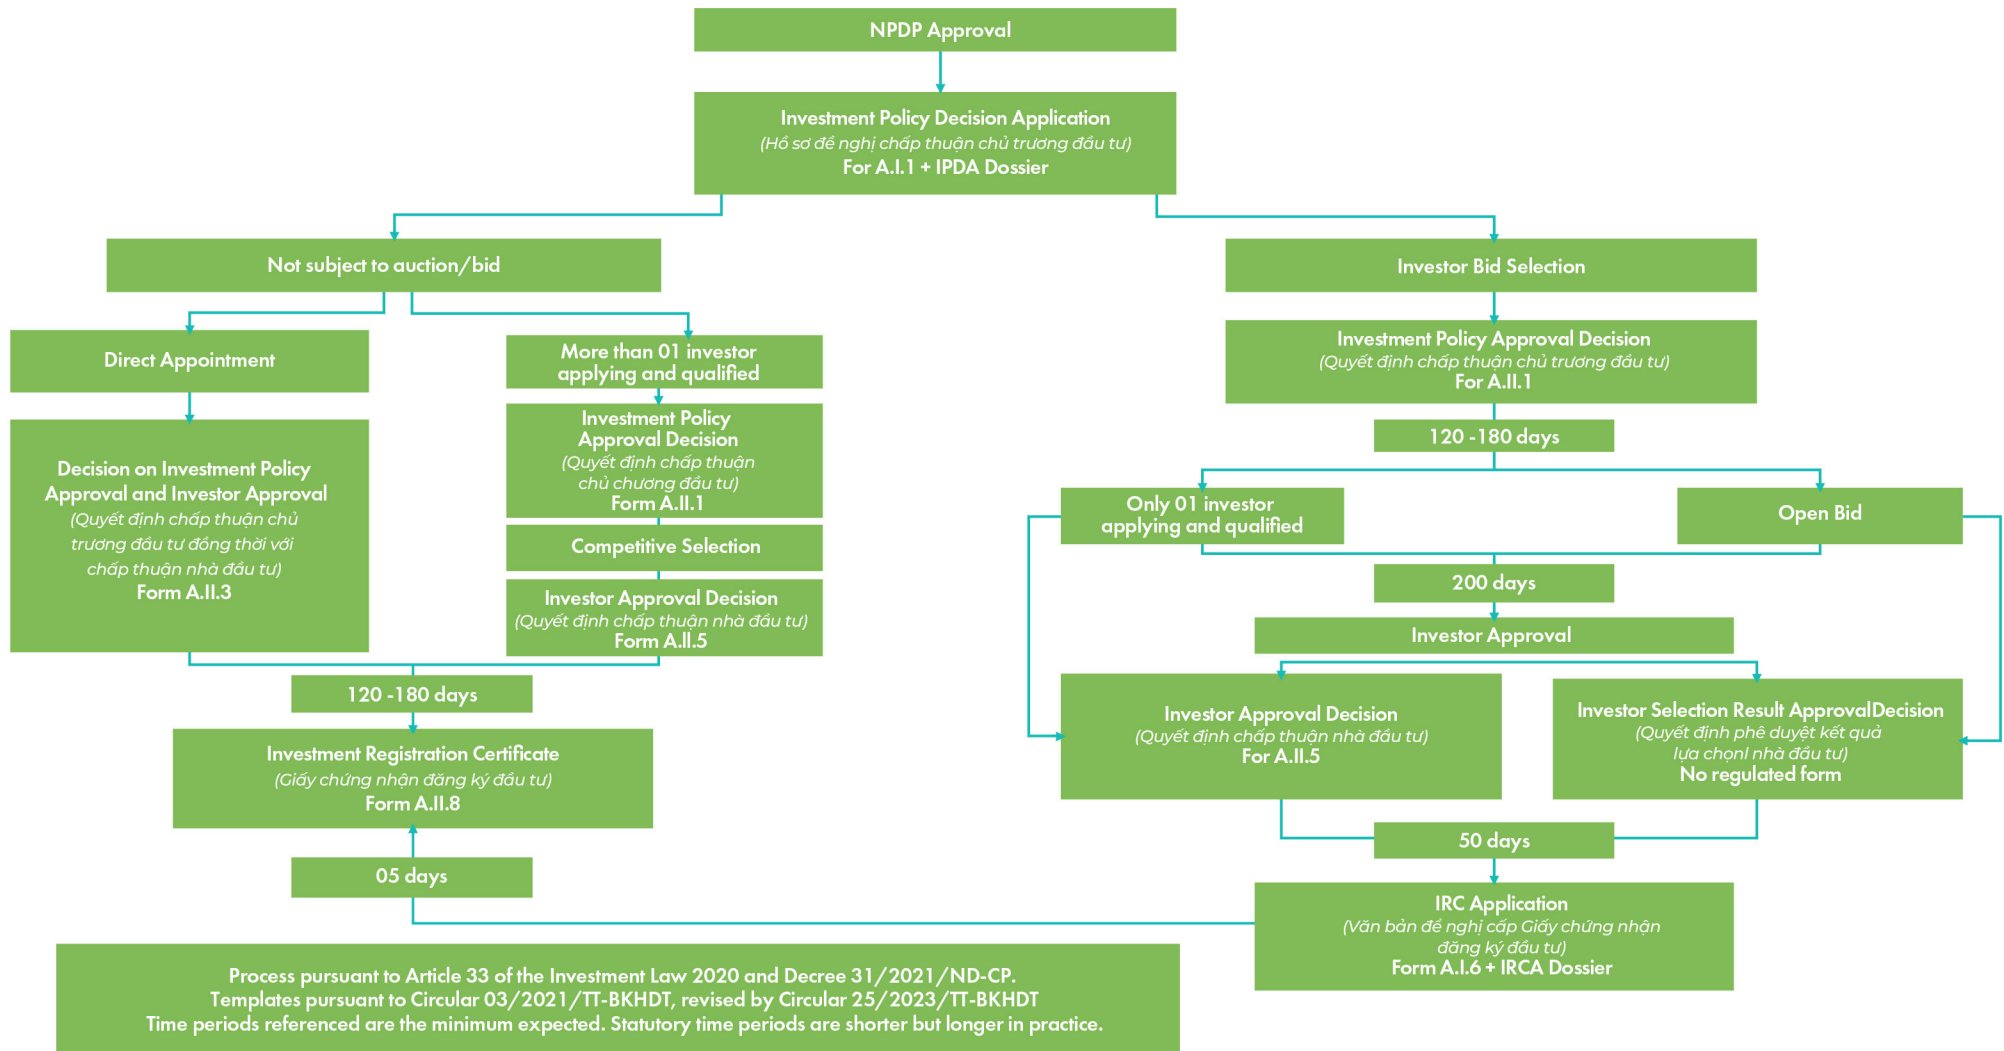 NPDP Approval
Investment Policy Decision Application
(Hồ sơ đề nghị chấp thuận chủ trương đầu tư)
For A.I.1 + IPDA Dossier
Not subject to auction/bid
Direct Appointment
Decision on Investment Policy
Approval and Investor Approval
(Quyết định chấp thuận chủ
trương đầu tư đồng thời với
chấp thuận nhà đầu tư)
Form A.II.3
More than 01 investor
applying and qualified
Investment Policy
Approval Decision
(Quyết định chấp thuận
chủ chương đầu tư)
Form A.II.1
Competitive Selection
Investor Approval Decision
(Quyết định chấp thuận nhà đầu tư)
Form A.II.5
120 -180 days
Investment Registration Certificate
(Giấy chứng nhận đăng ký đầu tư)
Form A.II.8
05 days
Investor Bid Selection
Investment Policy Approval Decision
(Quyết định chấp thuận chủ trương đầu tư)
For A.II.1
120 -180 days
Only 01 investor
applying and qualified
Open Bid
200 days
Investor Approval
Investor Approval Decision
(Quyết định chấp thuận nhà đầu tư)
For A.II.5
Investor Selection Result ApprovalDecision
(Quyết định phê duyệt kết quả
lựa chọnl nhà đầu tư)
No regulated form
50 days
IRC Application
(Văn bản đề nghị cấp Giấy chứng nhận
đăng ký đầu tư)
Form A.I.6 + IRCA Dossier
Process pursuant to Article 33 of the Investment Law 2020 and Decree 31/2021/ND-CP.
Templates pursuant to Circular 03/2021/TT-BKHDT, revised by Circular 25/2023/TT-BKHDT
Time periods referenced are the minimum expected. Statutory time periods are shorter but longer in practice.